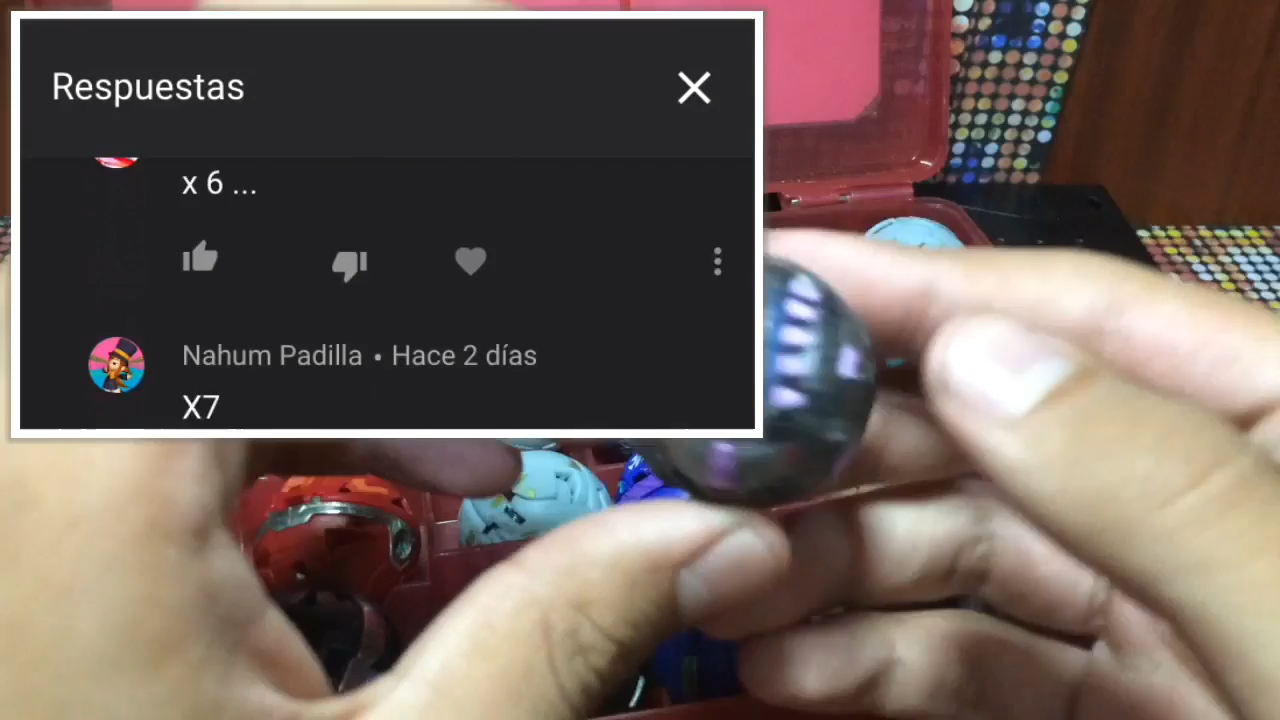 Respuestas
x 6 ...
Nahum Padilla • Hace 2 días
X7